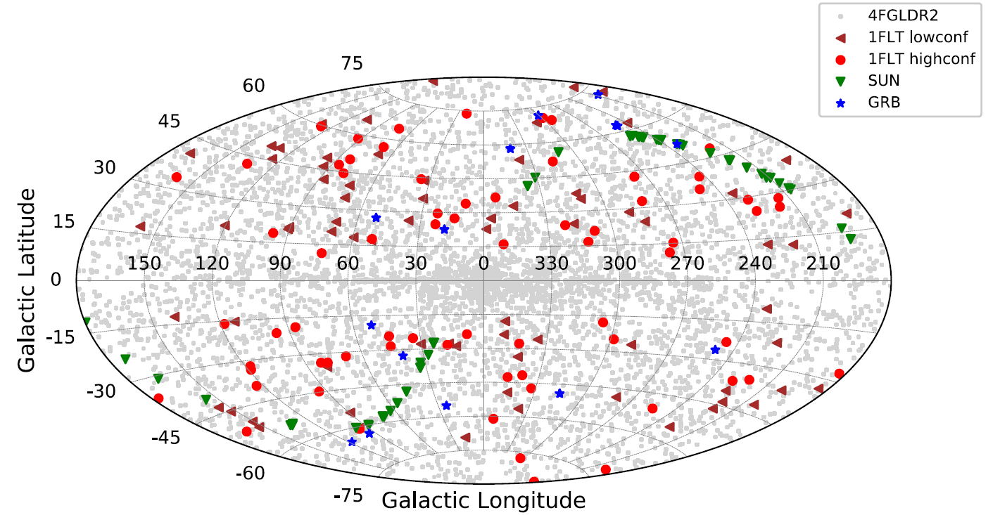 4FGLDR2
1FLT lowconf
1FLT highconf
SUN
GRB
75
60
45
30
15
0
-15
-30
-45
-60
-75
150 120 90 60 30 0 330 300 270 240 210
Galactic Latitude
Galactic Longitude